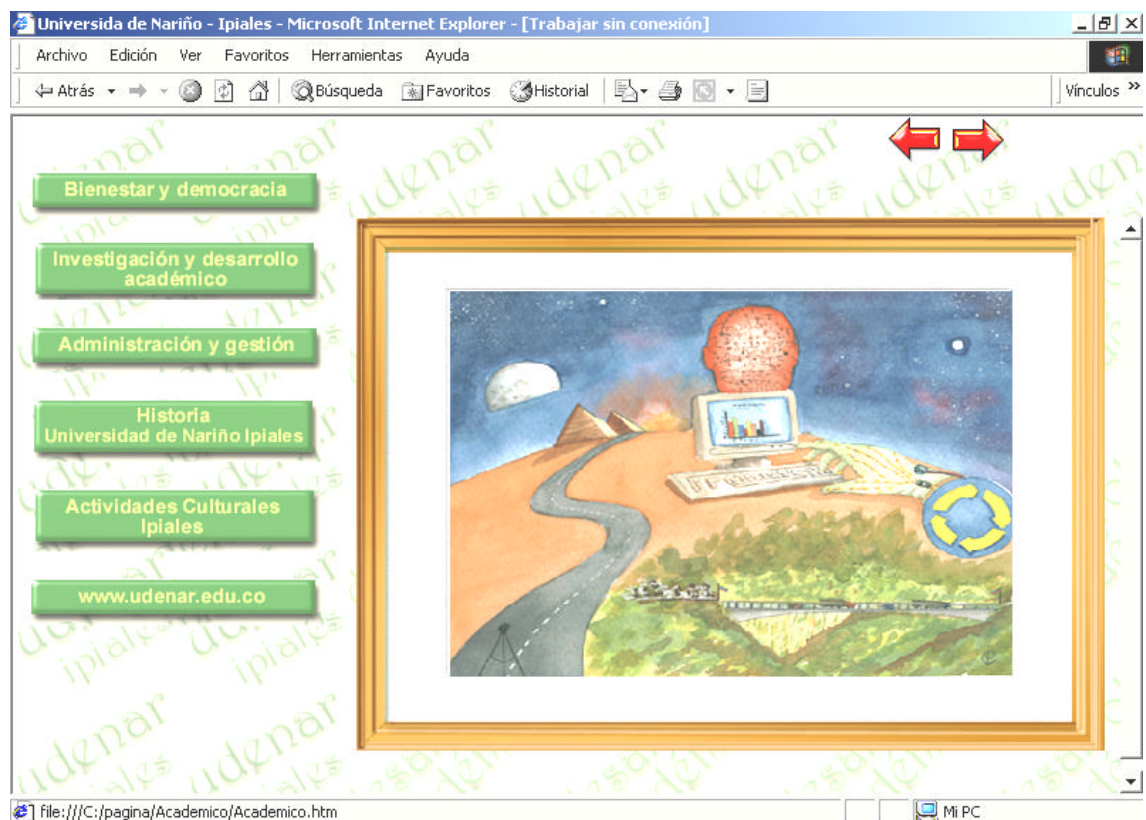 Universida de Nariño - Ipiales - Microsoft Internet Explorer - [Trabajar sin conexión]
Archivo Edición Ver Favoritos Herramientas Ayuda
Atrás Búsqueda Favoritos Historial Vínculos »
Bienestar y democracia
Investigación y desarrollo
académico
Administración y gestión
Historia
Universidad de Nariño Ipiales
Actividades Culturales
Ipiales
www.udenar.edu.co
udenar
ipiales
file:///C:/pagina/Academico/Academico.htm Mi PC